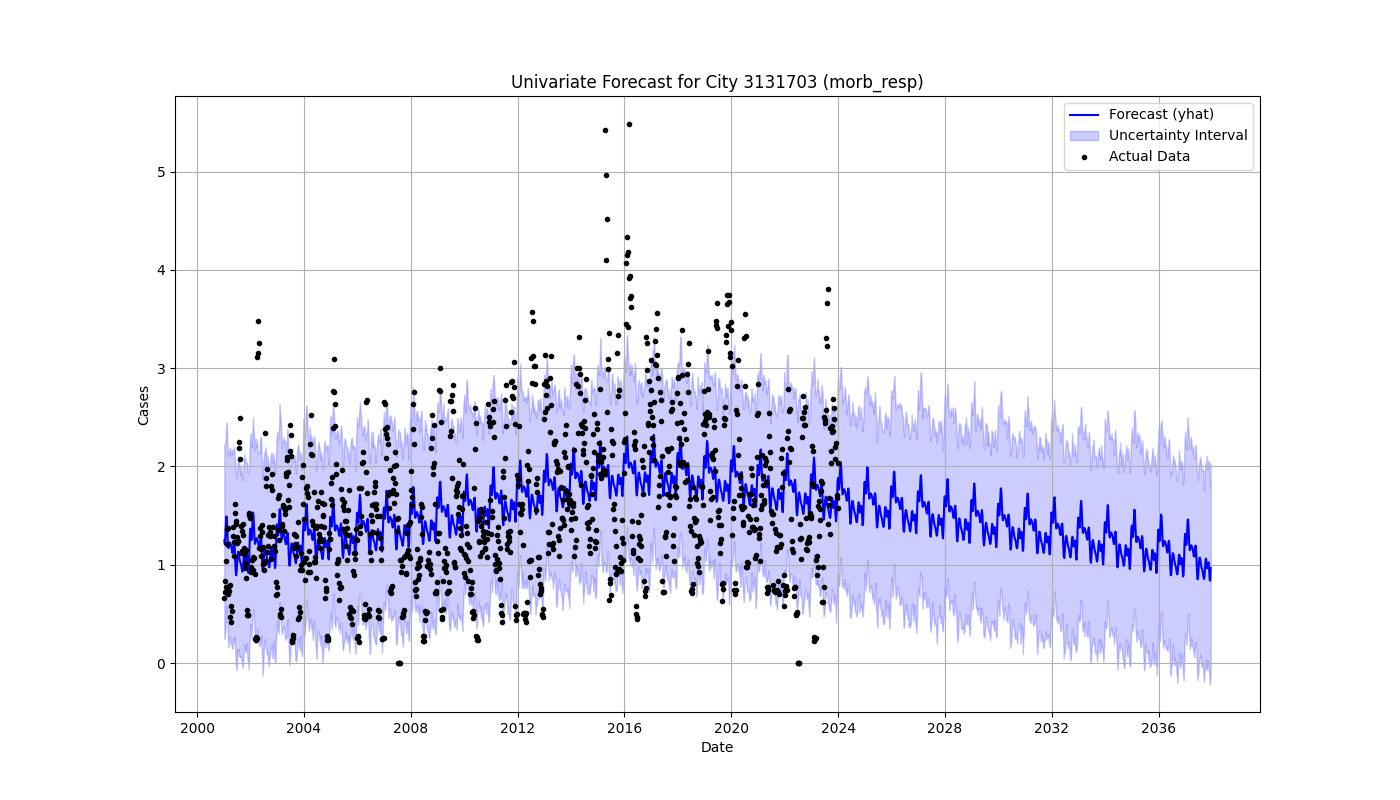 Univariate Forecast for City 3131703 (morb_resp)
Forecast (yhat)
Uncertainty Interval
Actual Data
Cases
5
4
3
2
1
0
2000 2004 2008 2012 2016 2020 2024 2028 2032 2036
Date